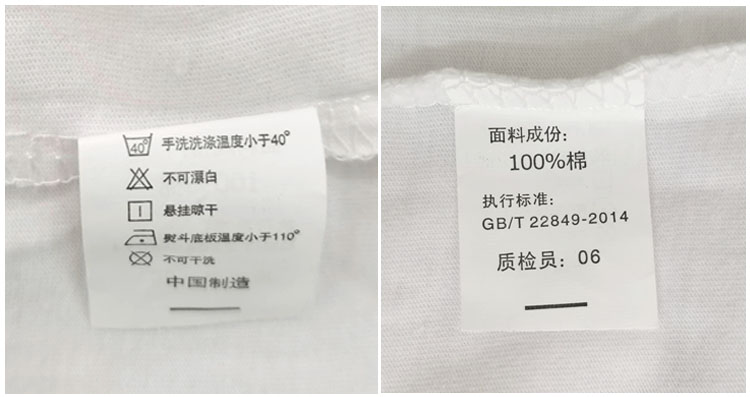 40°
手洗洗涤温度小于40°
不可漂白
悬挂晾干
熨斗底板温度小于110°
不可干洗
中国制造
面料成份：
100%棉
执行标准：
GB/T 22849-2014
质检员：06